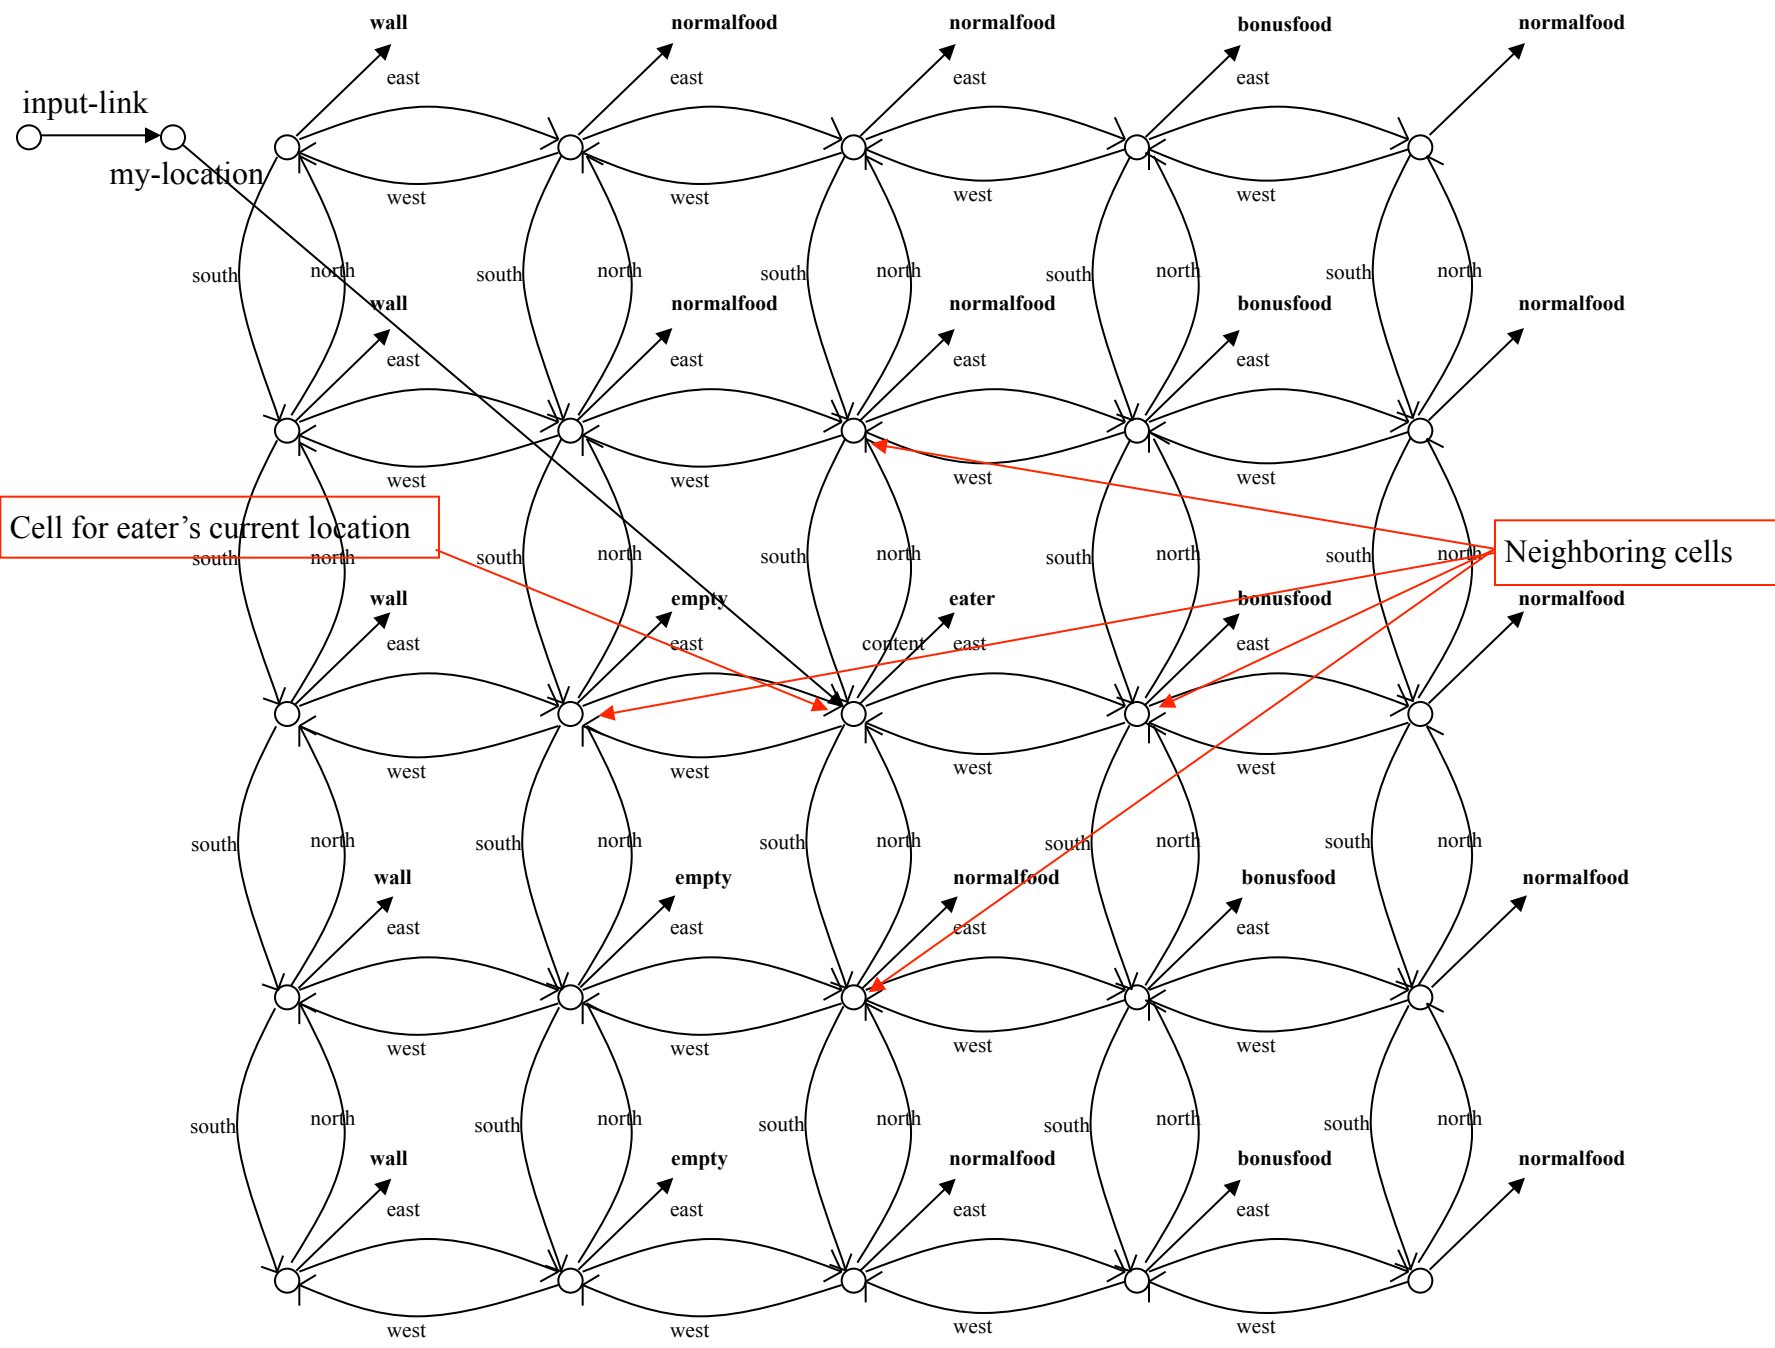 wall normalfood normalfood bonusfood normalfood
east east east east
input-link
my-location
west west west west
south north south north south north south north south north
wall normalfood normalfood bonusfood normalfood
east east east east
west west west west
Cell for eater’s current location
Neighboring cells
south north south north south north south north south north
wall empty eater bonusfood normalfood
east east content east east
west west west west
south north south north south north south north south north
wall empty normalfood bonusfood normalfood
east east east east
west west west west
south north south north south north south north south north
wall empty normalfood bonusfood normalfood
east east east east
west west west west